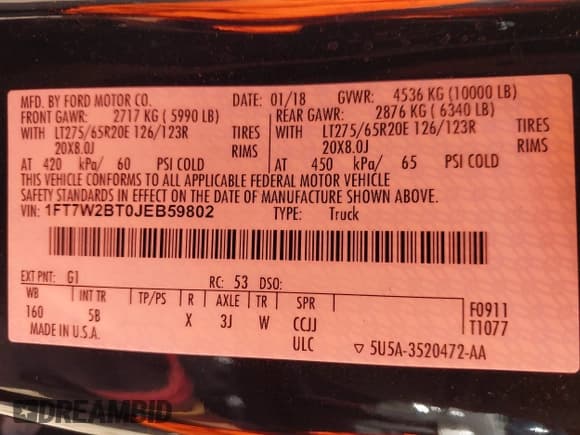 MFD. BY FORD MOTOR CO. DATE: 01/18 GVWR: 4536 KG (10000 LB)
FRONT GAWR: 2717 KG ( 5990 LB) REAR GAWR: 2876 KG ( 6340 LB)
WITH LT275/65R20E 126/123R TIRES WITH LT275/65R20E 126/123R TIRES
20X8.0J RIMS 20X8.0J RIMS
AT 420 kPa/ 60 PSI COLD AT 450 kPa/ 65 PSI COLD
THIS VEHICLE CONFORMS TO ALL APPLICABLE FEDERAL MOTOR VEHICLE
SAFETY STANDARDS IN EFFECT ON THE DATE OF MANUFACTURE SHOWN ABOVE.
VIN: 1FT7W2BT0JEB59802 TYPE: Truck
EXT PNT: G1 RC: 53 DSO:
WB INT TR TP/PS R AXLE TR SPR F0911
160 5B X 3J W CCJJ T1077
MADE IN U.S.A. ULC ▽ 5U5A-3520472-AA
DREAMBID